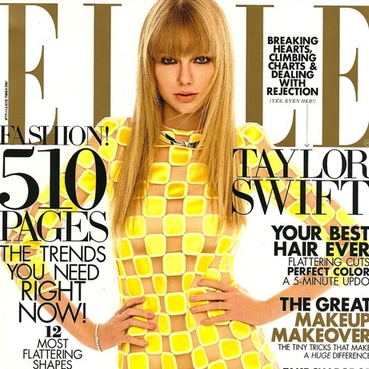 ELLE
BREAKING
HEARTS,
CLIMBING
CHARTS &
DEALING
WITH
REJECTION
(YES, EVEN HER!)
FASHION!
510
PAGES
THE TRENDS
YOU NEED
RIGHT
NOW!
12
MOST
FLATTERING
SHAPES
TAYLOR
SWIFT
YOUR BEST
HAIR EVER
FLATTERING CUTS
PERFECT COLOR
A 5-MINUTE UPDO
THE GREAT
MAKEUP
MAKEOVER
THE TINY TRICKS THAT MAKE
A HUGE DIFFERENCE